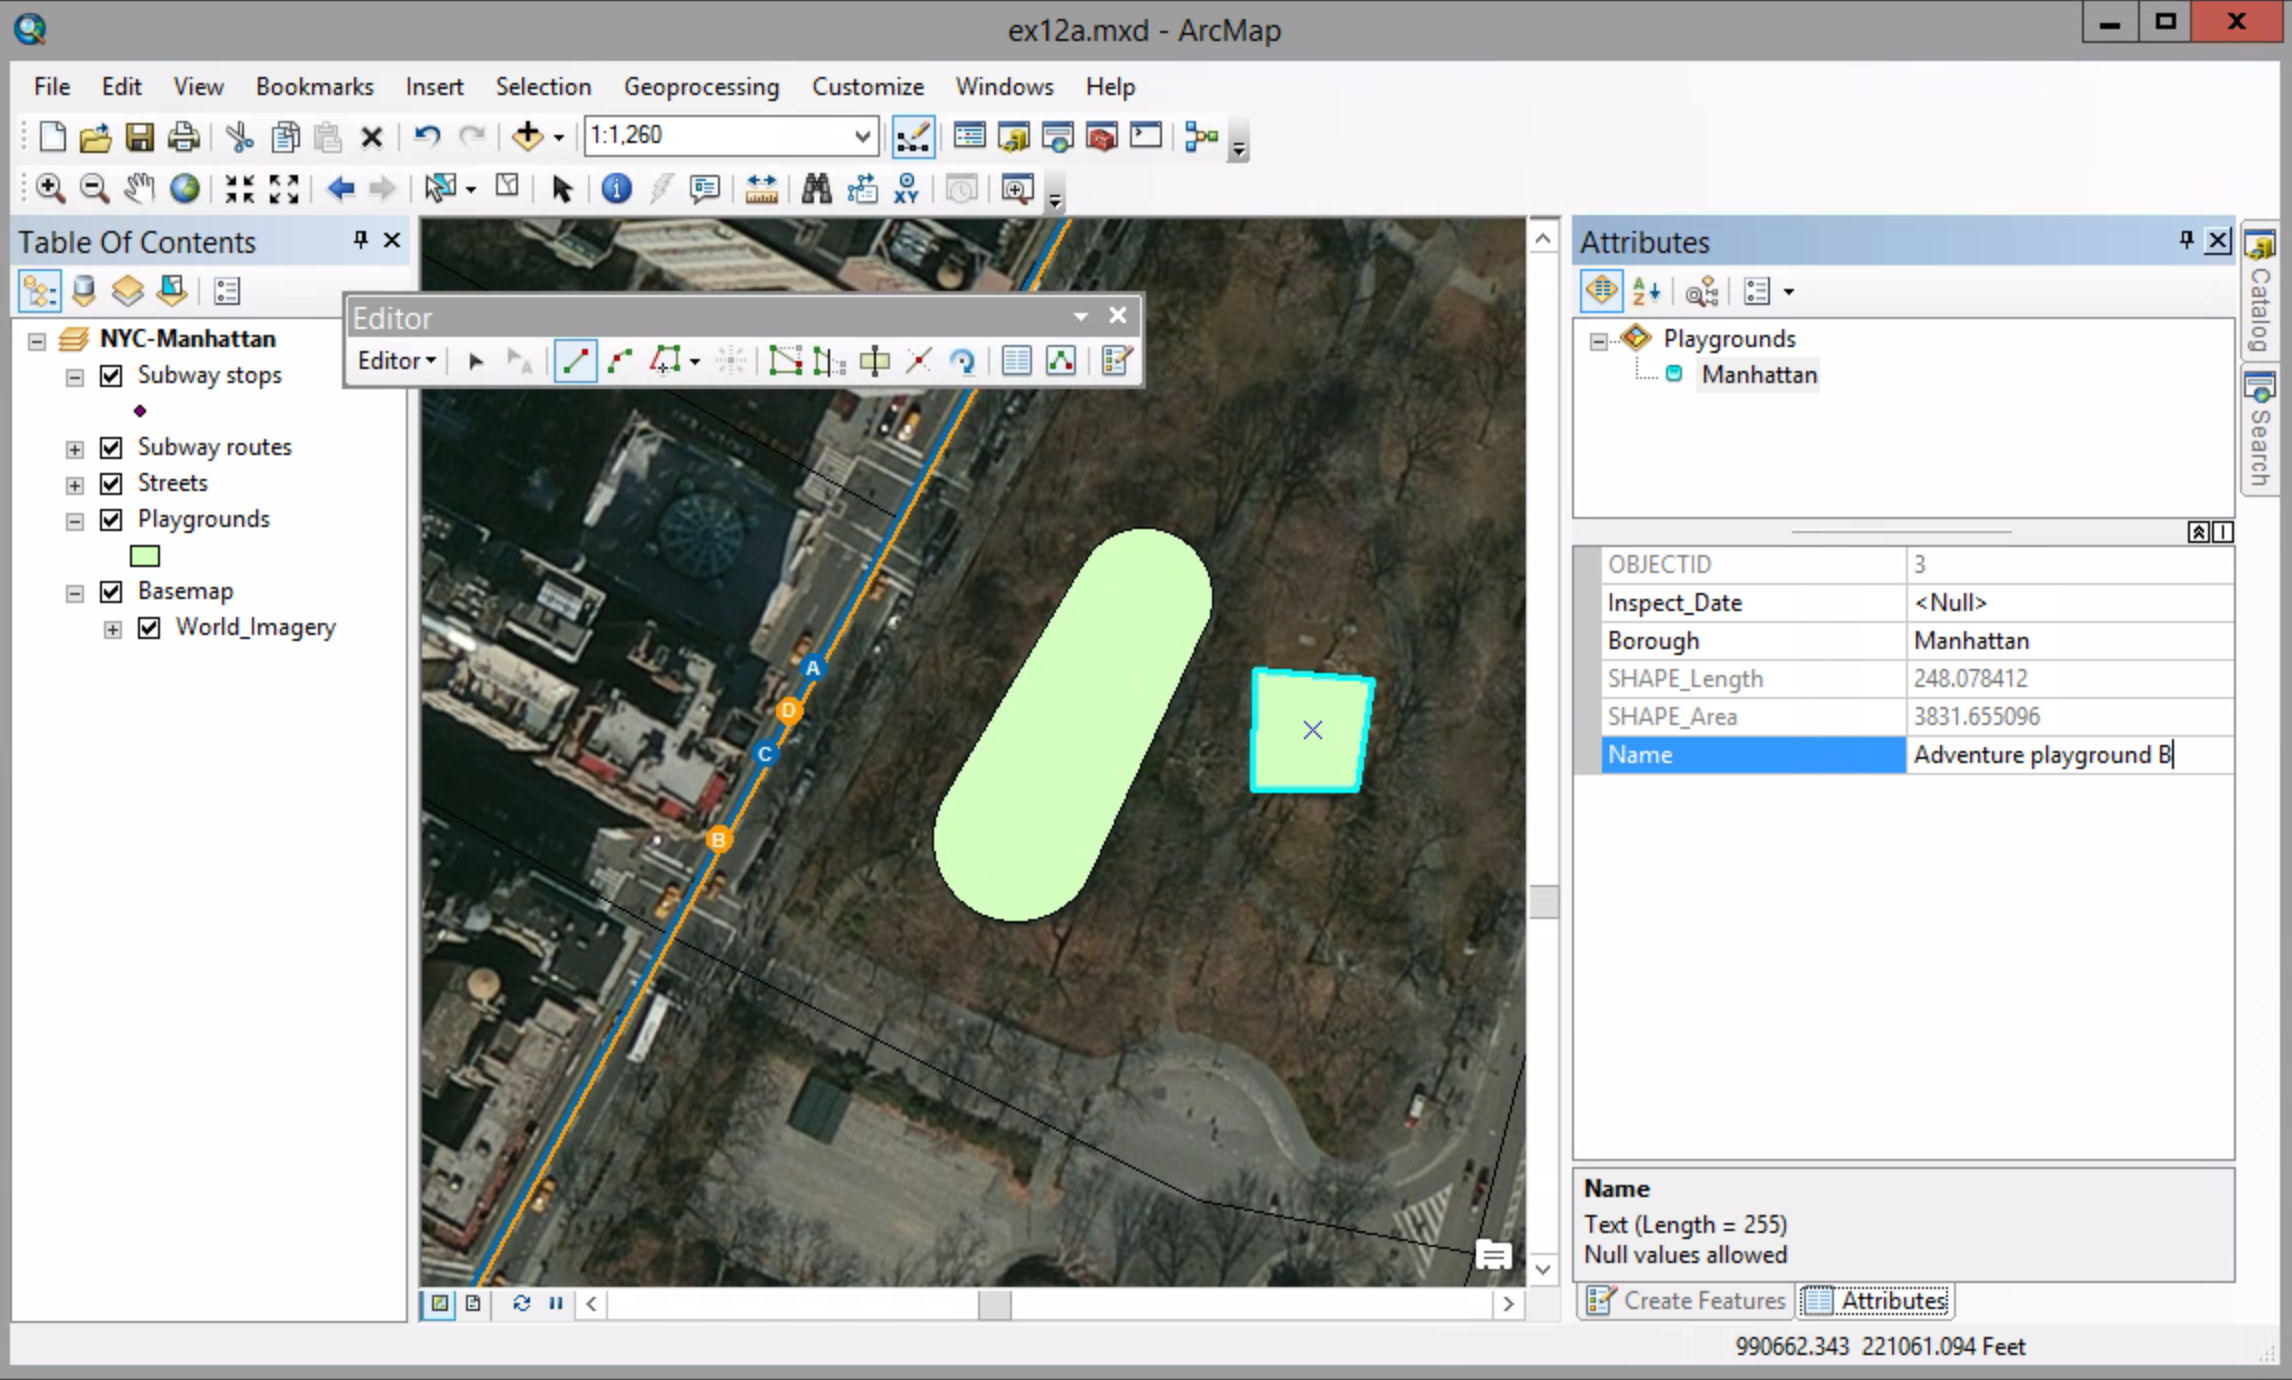 ex12a.mxd - ArcMap
File Edit View Bookmarks Insert Selection Geoprocessing Customize Windows Help
1:1,260
XY
Table Of Contents
Attributes
A
Z
Catalog
Search
Editor
Editor
NYC-Manhattan
Subway stops
Subway routes
Streets
Playgrounds
Basemap
World_Imagery
A
D
C
B
Playgrounds
Manhattan
OBJECTID 3
Inspect_Date <Null>
Borough Manhattan
SHAPE_Length 248.078412
SHAPE_Area 3831.655096
Name Adventure playground B
Name
Text (Length = 255)
Null values allowed
Create Features Attributes
990662.343 221061.094 Feet